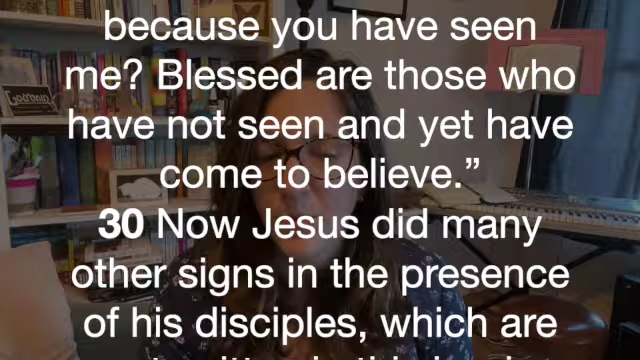 because you have seen
me? Blessed are those who
have not seen and yet have
come to believe.”
30 Now Jesus did many
other signs in the presence
of his disciples, which are